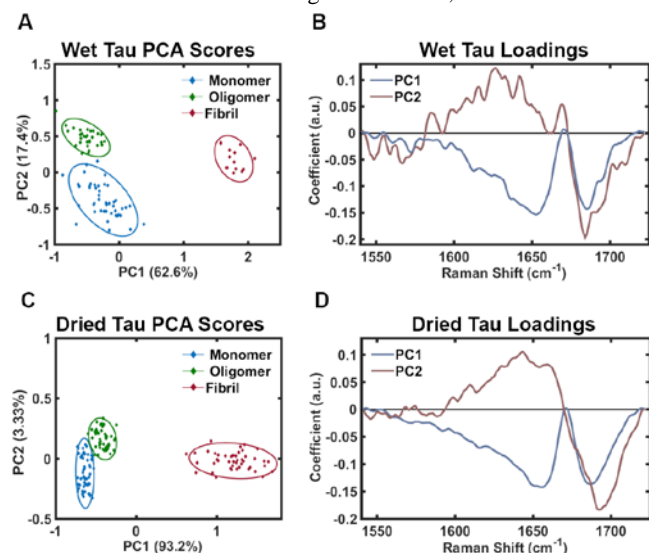 A
Wet Tau PCA Scores
Monomer
Oligomer
Fibril
1.5
1
0.5
0
-0.5
-1
PC2 (17.4%)
-1 0 1 2
PC1 (62.6%)
B
Wet Tau Loadings
PC1
PC2
0.1
0.05
0
-0.05
-0.1
-0.15
-0.2
Coefficient (a.u.)
1550 1600 1650 1700
Raman Shift (cm⁻¹)
C
Dried Tau PCA Scores
Monomer
Oligomer
Fibril
1
0.5
0
-0.5
PC2 (3.33%)
0 1
PC1 (93.2%)
D
Dried Tau Loadings
PC1
PC2
0.1
0.05
0
-0.05
-0.1
-0.15
-0.2
Coefficient (a.u.)
1550 1600 1650 1700
Raman Shift (cm⁻¹)